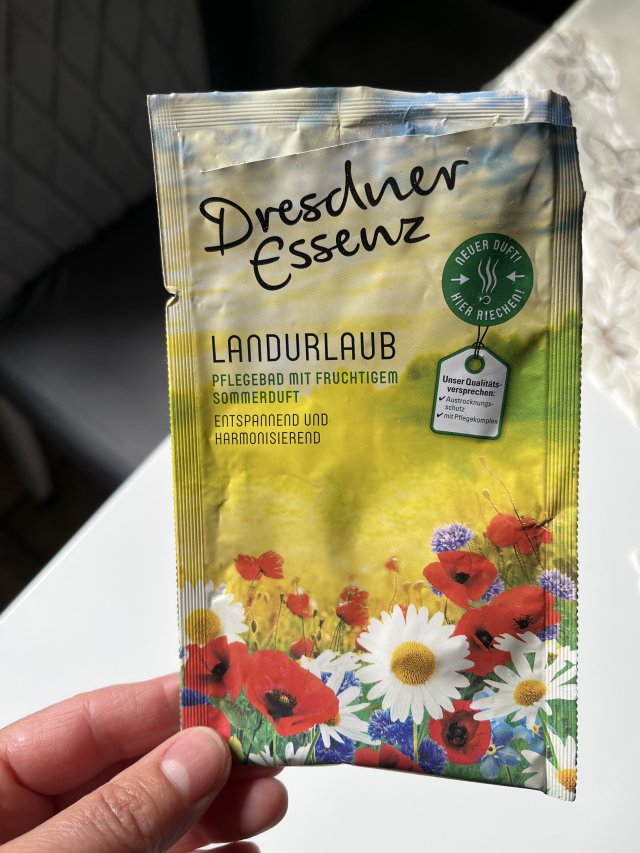 Dresdner
Essenz
NEUER DUFT!
HIER RIECHEN!
LANDURLAUB
PFLEGEBAD MIT FRUCHTIGEM
SOMMERDUFT
ENTSPANNEND UND
HARMONISIEREND
Unser Qualitäts-
versprechen:
✓ Austrocknungs-
schutz
✓ mit Pflegekomplex